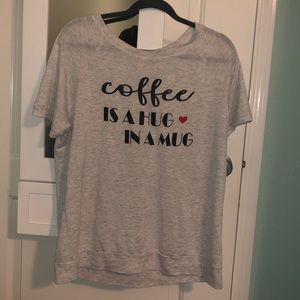 coffee
IS A HUG ♥
IN A MUG